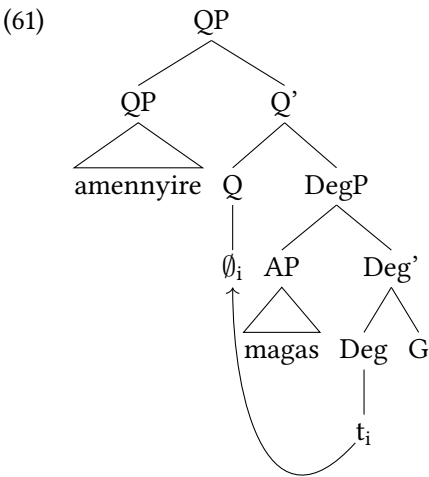 (61) QP
QP Q’
amennyire Q DegP
∅i AP Deg’
magas Deg G
ti